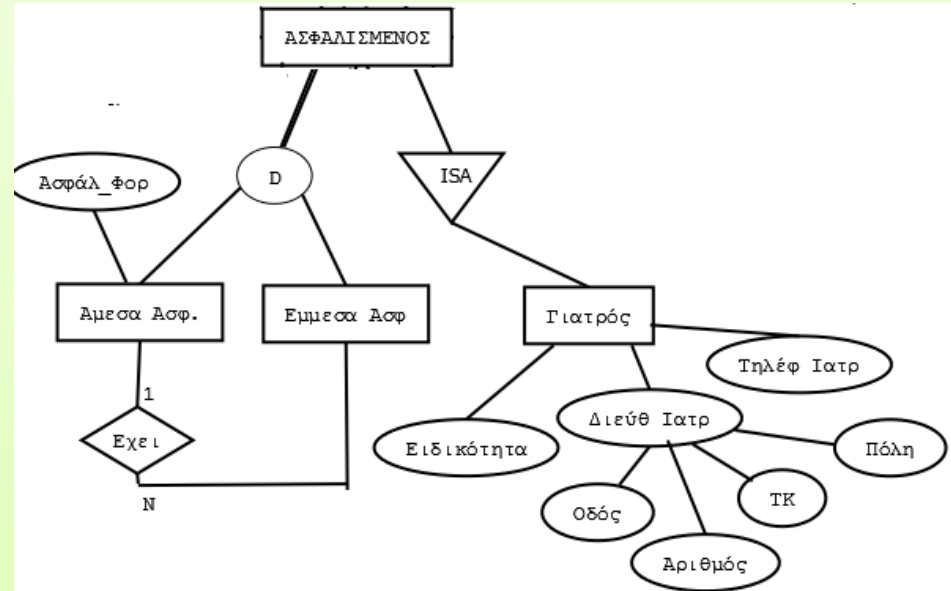 ΑΣΦΑΛΙΣΜΕΝΟΣ
D
ISA
Ασφάλ_Φορ
Αμεσα Ασφ.
Εμμεσα Ασφ
Γιατρός
Τηλέφ Ιατρ
1
Εχει
Διεύθ Ιατρ
Ειδικότητα
Πόλη
N
ΤΚ
Οδός
Αριθμός